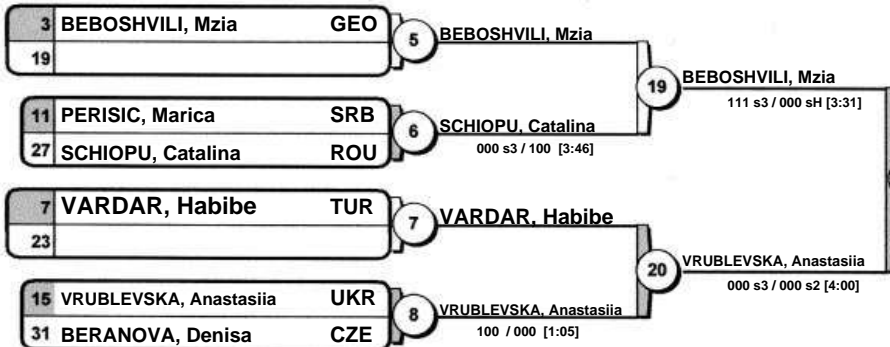 3 BEBOSHVILI, Mzia GEO
19
5
BEBOSHVILI, Mzia
11 PERISIC, Marica SRB
27 SCHIOPU, Catalina ROU
6
SCHIOPU, Catalina
000 s3 / 100 [3:46]
19
BEBOSHVILI, Mzia
111 s3 / 000 sH [3:31]
7 VARDAR, Habibe TUR
23
7
VARDAR, Habibe
15 VRUBLEVSKA, Anastasiia UKR
31 BERANOVA, Denisa CZE
8
VRUBLEVSKA, Anastasiia
100 / 000 [1:05]
20
VRUBLEVSKA, Anastasiia
000 s3 / 000 s2 [4:00]